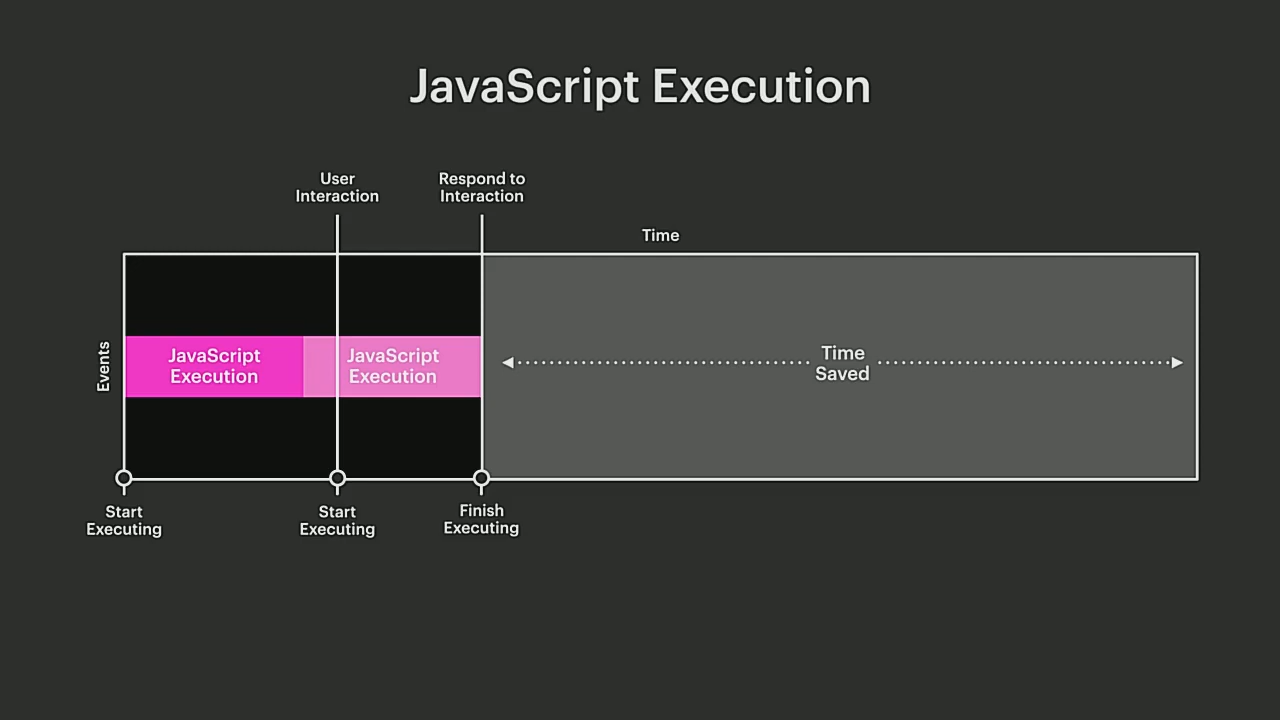 JavaScript Execution
User
Interaction
Respond to
Interaction
Time
Events
JavaScript
Execution
JavaScript
Execution
Time
Saved
Start
Executing
Start
Executing
Finish
Executing